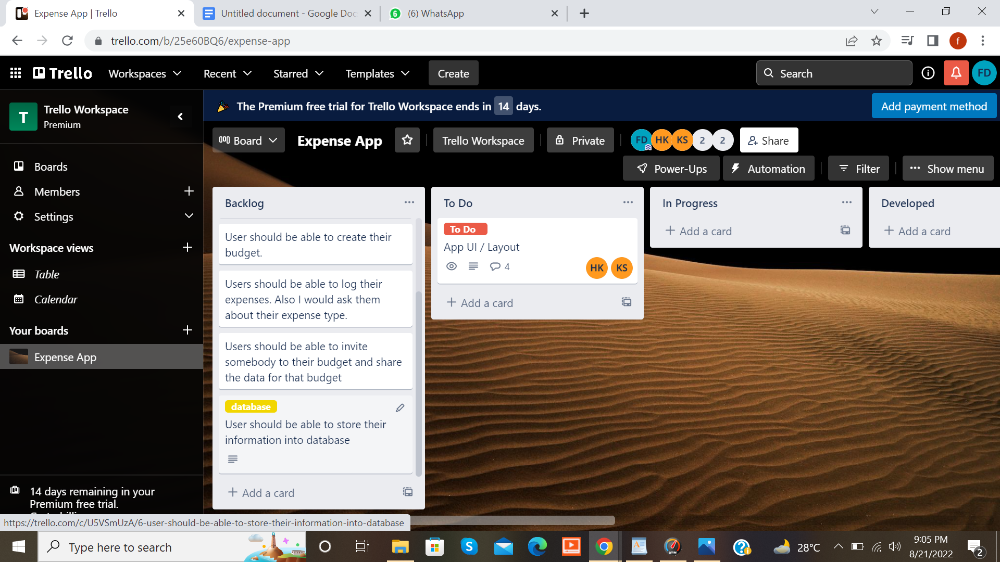 Expense App | Trello
Untitled document - Google Doc
6
(6) WhatsApp
trello.com/b/25e60BQ6/expense-app
f
Trello
Workspaces
Recent
Starred
Templates
Create
Search
FD
T
Trello Workspace
Premium
The Premium free trial for Trello Workspace ends in 14 days.
Add payment method
Board
Expense App
Trello Workspace
Private
FD
HK
KS
2
2
Share
Power-Ups
Automation
Filter
Show menu
Boards
Members
Settings
Workspace views
Table
Calendar
Your boards
Expense App
14 days remaining in your
Premium free trial.
Backlog
User should be able to create their
budget.
Users should be able to log their
expenses. Also I would ask them
about their expense type.
Users should be able to invite
somebody to their budget and share
the data for that budget
database
User should be able to store their
information into database
Add a card
To Do
To Do
App UI / Layout
4
HK
KS
Add a card
In Progress
Add a card
Developed
Add a card
https://trello.com/c/U5VSmUzA/6-user-should-be-able-to-store-their-information-into-database
Type here to search
S
WPM
28°C
9:05 PM
8/21/2022
2